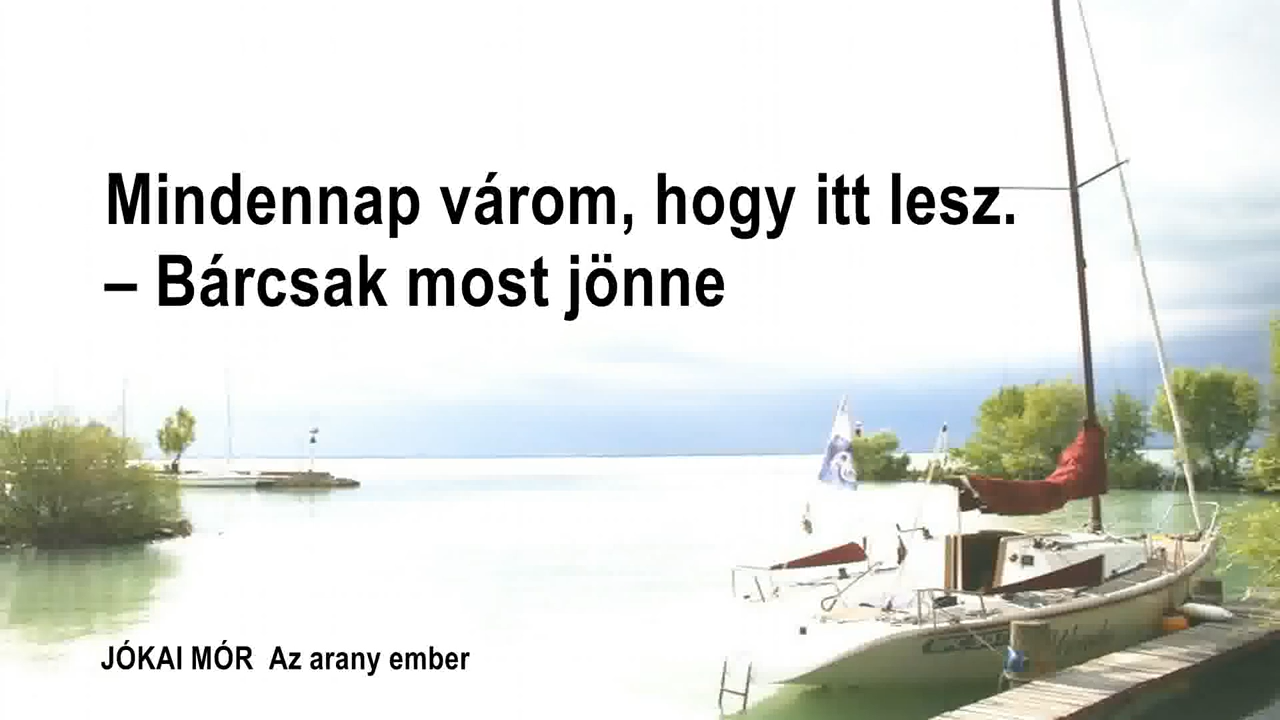 Mindennap várom, hogy itt lesz.
– Bárcsak most jönne
JÓKAI MÓR Az arany ember